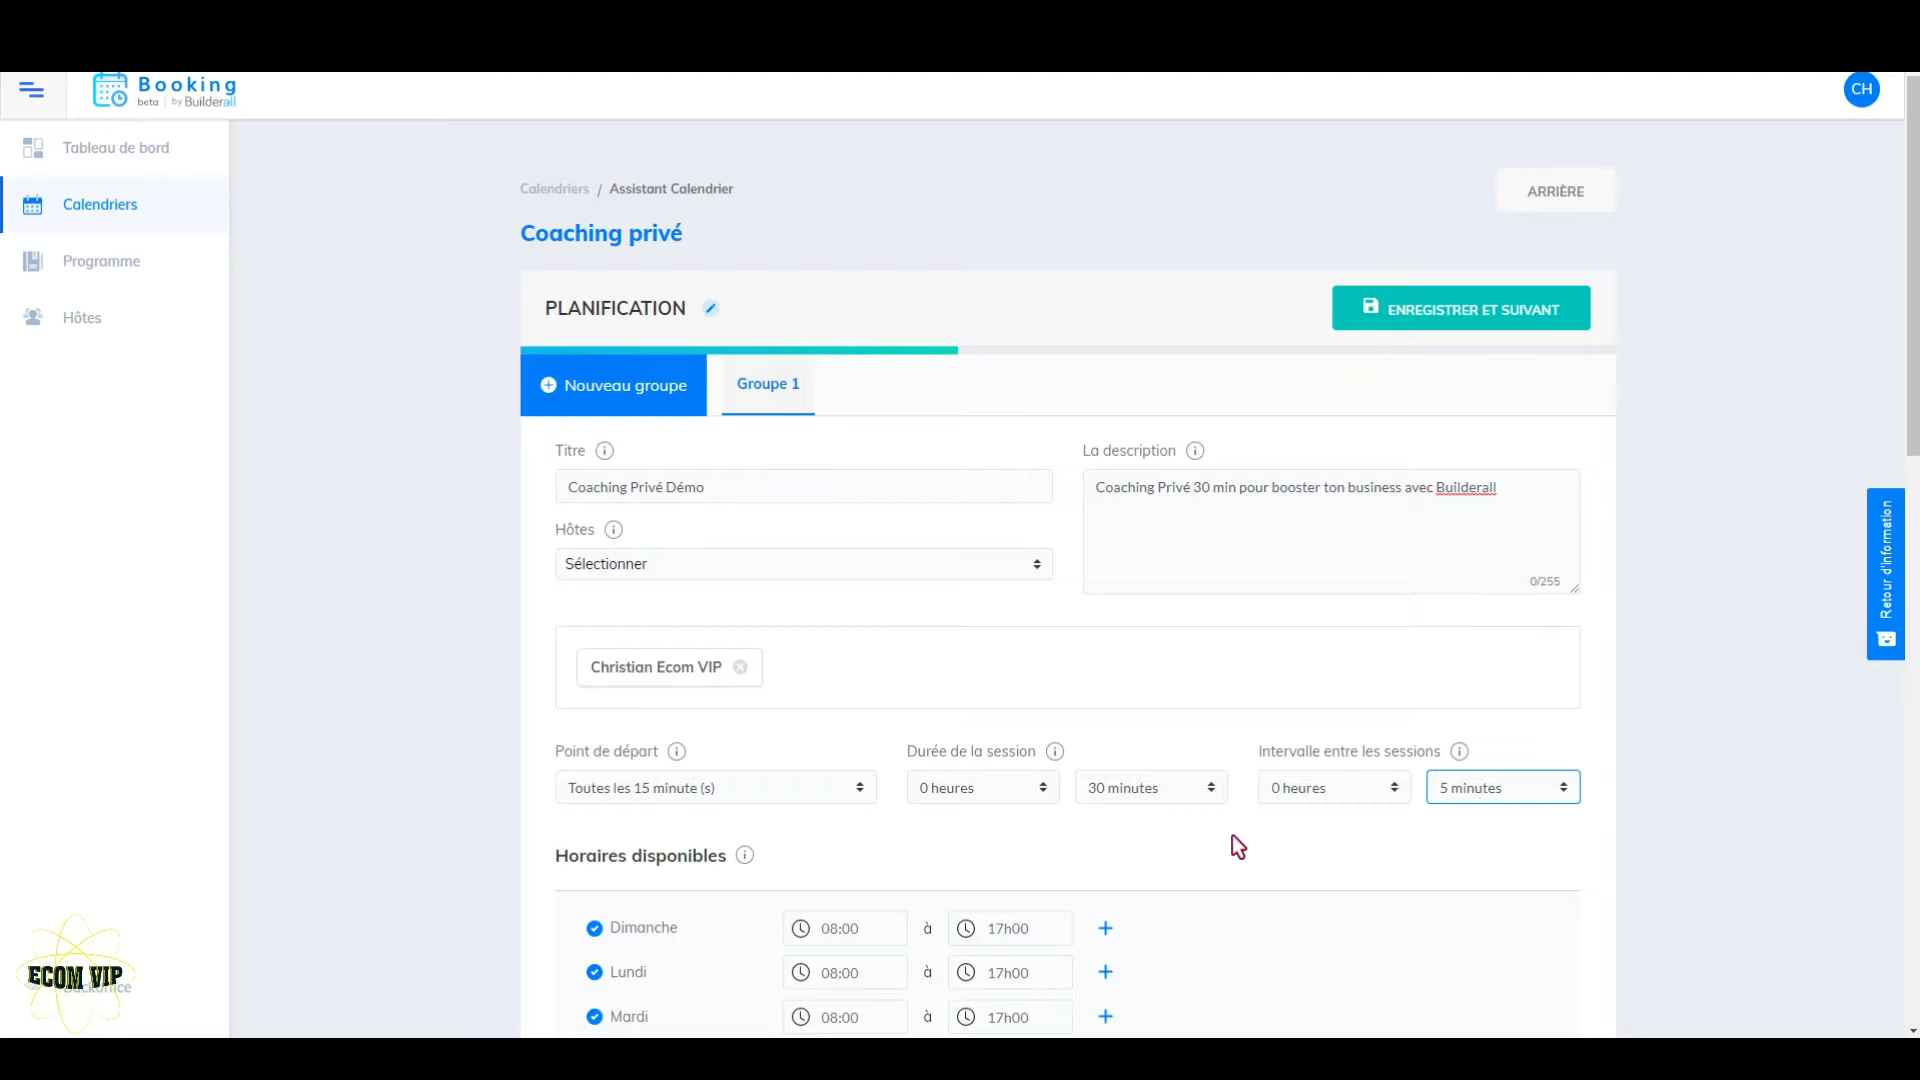 Booking
beta | by Builderall
CH
Tableau de bord
Calendriers
Programme
Hôtes
Calendriers / Assistant Calendrier
ARRIÈRE
Coaching privé
PLANIFICATION
ENREGISTRER ET SUIVANT
Nouveau groupe
Groupe 1
Titre
La description
Coaching Privé Démo
Coaching Privé 30 min pour booster ton business avec Builderall
Hôtes
Sélectionner
0/255
Retour d'information
Christian Ecom VIP
Point de départ
Durée de la session
Intervalle entre les sessions
Toutes les 15 minute (s)
0 heures
30 minutes
0 heures
5 minutes
Horaires disponibles
Dimanche 08:00 à 17h00
Lundi 08:00 à 17h00
Mardi 08:00 à 17h00
ECOM VIP
Backoffice